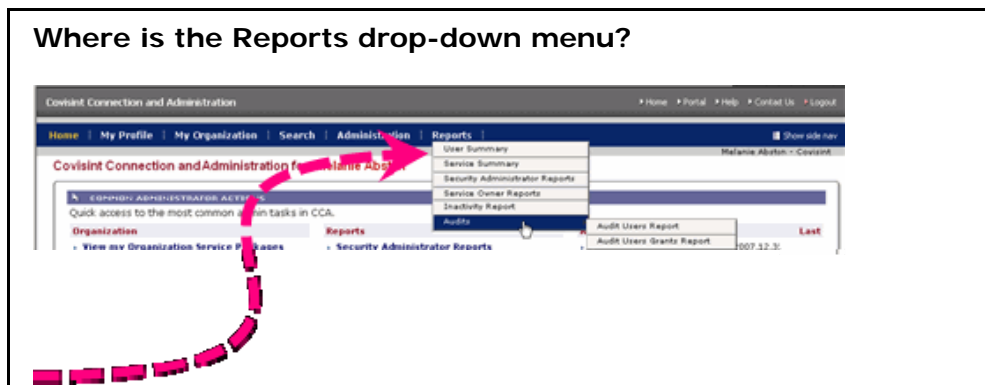 Where is the Reports drop-down menu?
Covisint Connection and Administration
Home Portal Help Contact Us Logout
Home | My Profile | My Organization | Search | Administration | Reports |
Show side nav
Melanie Abston - Covisint
Covisint Connection and Administration for Melanie Abston
User Summary
Service Summary
Security Administrator Reports
Service Owner Reports
Inactivity Report
Audits
Audit Users Report
Audit Users Grants Report
COMMON ADMINISTRATOR ACTIONS
Quick access to the most common admin tasks in CCA.
Organization
Reports
Last
View my Organization Service Packages
Security Administrator Reports